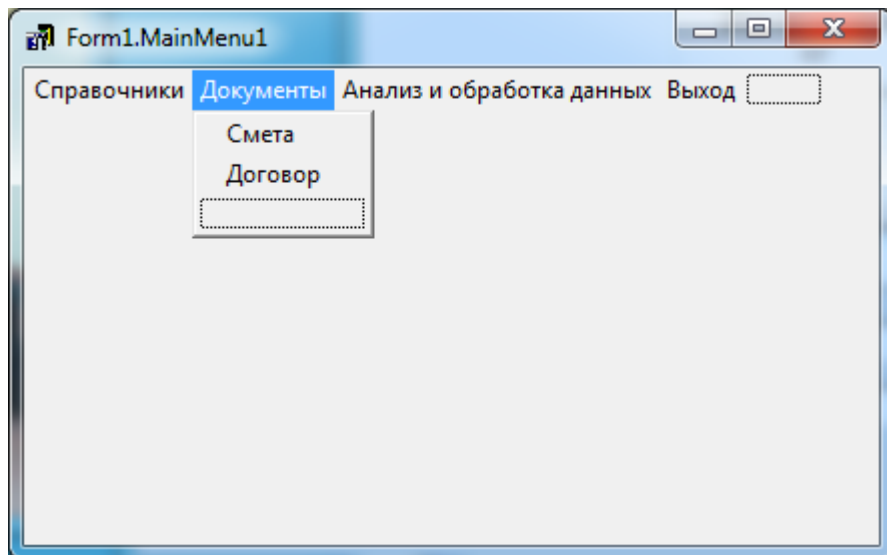 Form1.MainMenu1
Справочники Документы Анализ и обработка данных Выход
Смета
Договор